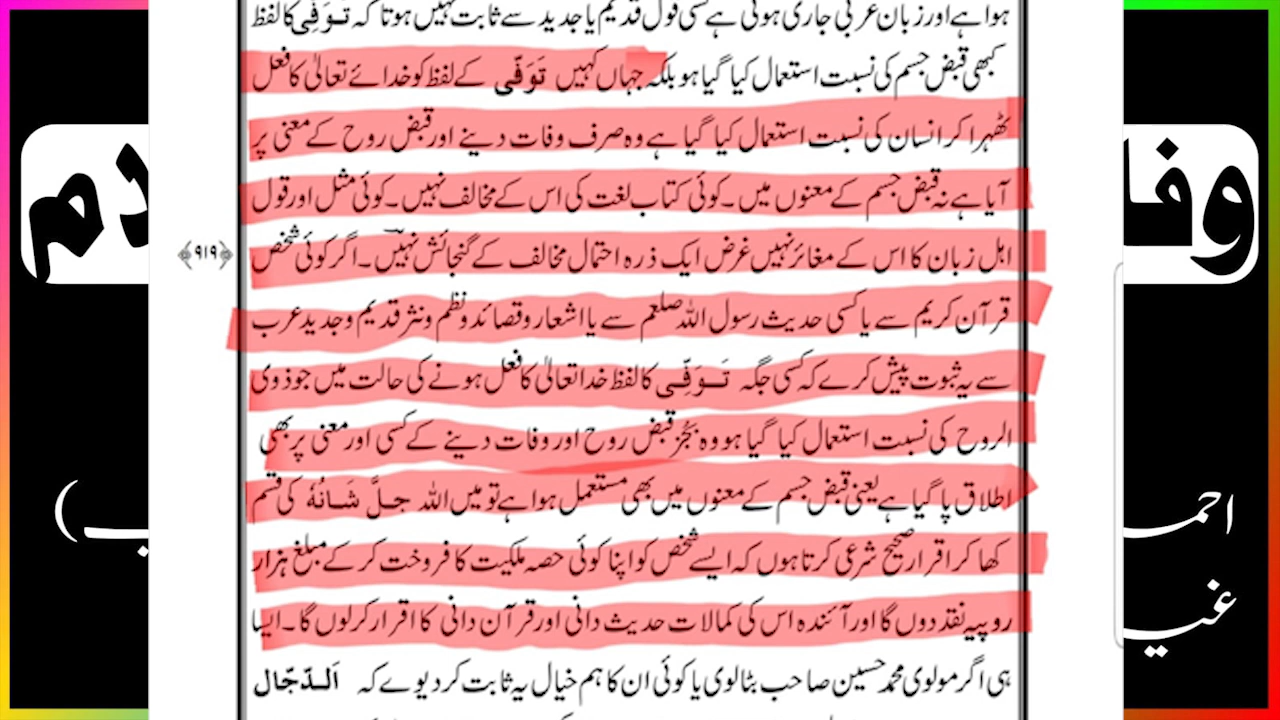 ہوا ہے اور زبان عربی جاری ہوئی ہے کسی قول قدیم یا جدید سے ثابت نہیں ہوتا کہ تَوَفِّی کا لفظ
کبھی قبض جسم کی نسبت استعمال کیا گیا ہو بلکہ جہاں کہیں تَوَفِّی کے لفظ کو خدائے تعالیٰ کا فعل
ٹھہرا کر انسان کی نسبت استعمال کیا گیا ہے وہ صرف وفات دینے اور قبض روح کے معنی پر
آیا ہے نہ قبض جسم کے معنوں میں۔ کوئی کتاب لغت کی اس کے مخالف نہیں۔ کوئی مثل اور قول
اہل زبان کا اس کے مغائر نہیں غرض ایک ذرہ احتمال مخالف کے گنجائش نہیں۔ اگر کوئی شخص
﴿۹۱۹﴾
قرآن کریم سے یا کسی حدیث رسول اللہ صلعم سے یا اشعار و قصائد و نظم و نثر قدیم و جدید عرب
سے یہ ثبوت پیش کرے کہ کسی جگہ تَوَفِّی کا لفظ خدا تعالیٰ کا فعل ہونے کی حالت میں جو ذوی
الروح کی نسبت استعمال کیا گیا ہو وہ بجز قبض روح اور وفات دینے کے کسی اور معنی پر بھی
اطلاق پا گیا ہے یعنی قبض جسم کے معنوں میں بھی مستعمل ہوا ہے تو میں اللہ جلَّ شَانُہٗ کی قسم
کھا کر اقرار صحیح شرعی کرتا ہوں کہ ایسے شخص کو اپنا کوئی حصہ ملکیت کا فروخت کر کے مبلغ ہزار
روپیہ نقد دوں گا اور آئندہ اس کی کمالات حدیث دانی اور قرآن دانی کا اقرار کر لوں گا۔ ایسا
ہی اگر مولوی محمد حسین صاحب بٹالوی یا کوئی ان کا ہم خیال یہ ثابت کر دیوے کہ اَلدّجّال